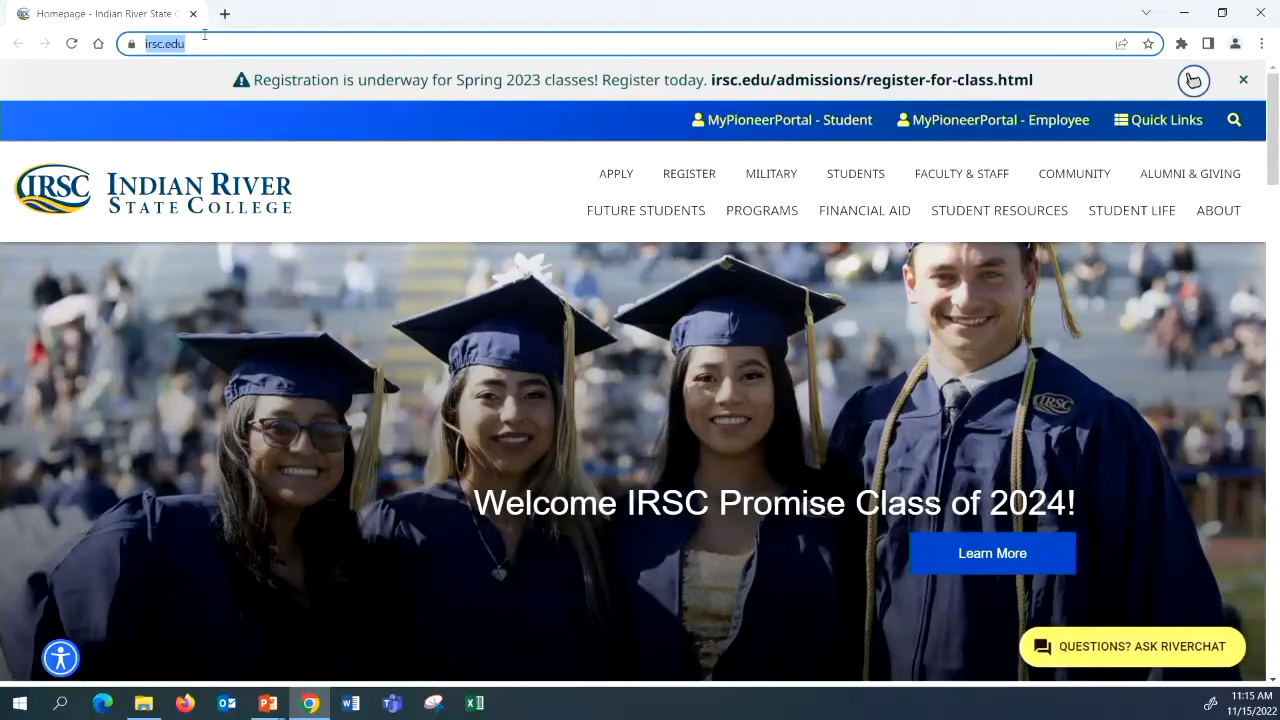 Homepage - Indian River State C
irsc.edu
Registration is underway for Spring 2023 classes! Register today. irsc.edu/admissions/register-for-class.html
MyPioneerPortal - Student MyPioneerPortal - Employee Quick Links
IRSC INDIAN RIVER
STATE COLLEGE
APPLY REGISTER MILITARY STUDENTS FACULTY & STAFF COMMUNITY ALUMNI & GIVING
FUTURE STUDENTS PROGRAMS FINANCIAL AID STUDENT RESOURCES STUDENT LIFE ABOUT
IRSC
Welcome IRSC Promise Class of 2024!
Learn More
QUESTIONS? ASK RIVERCHAT
11:15 AM
11/15/2022